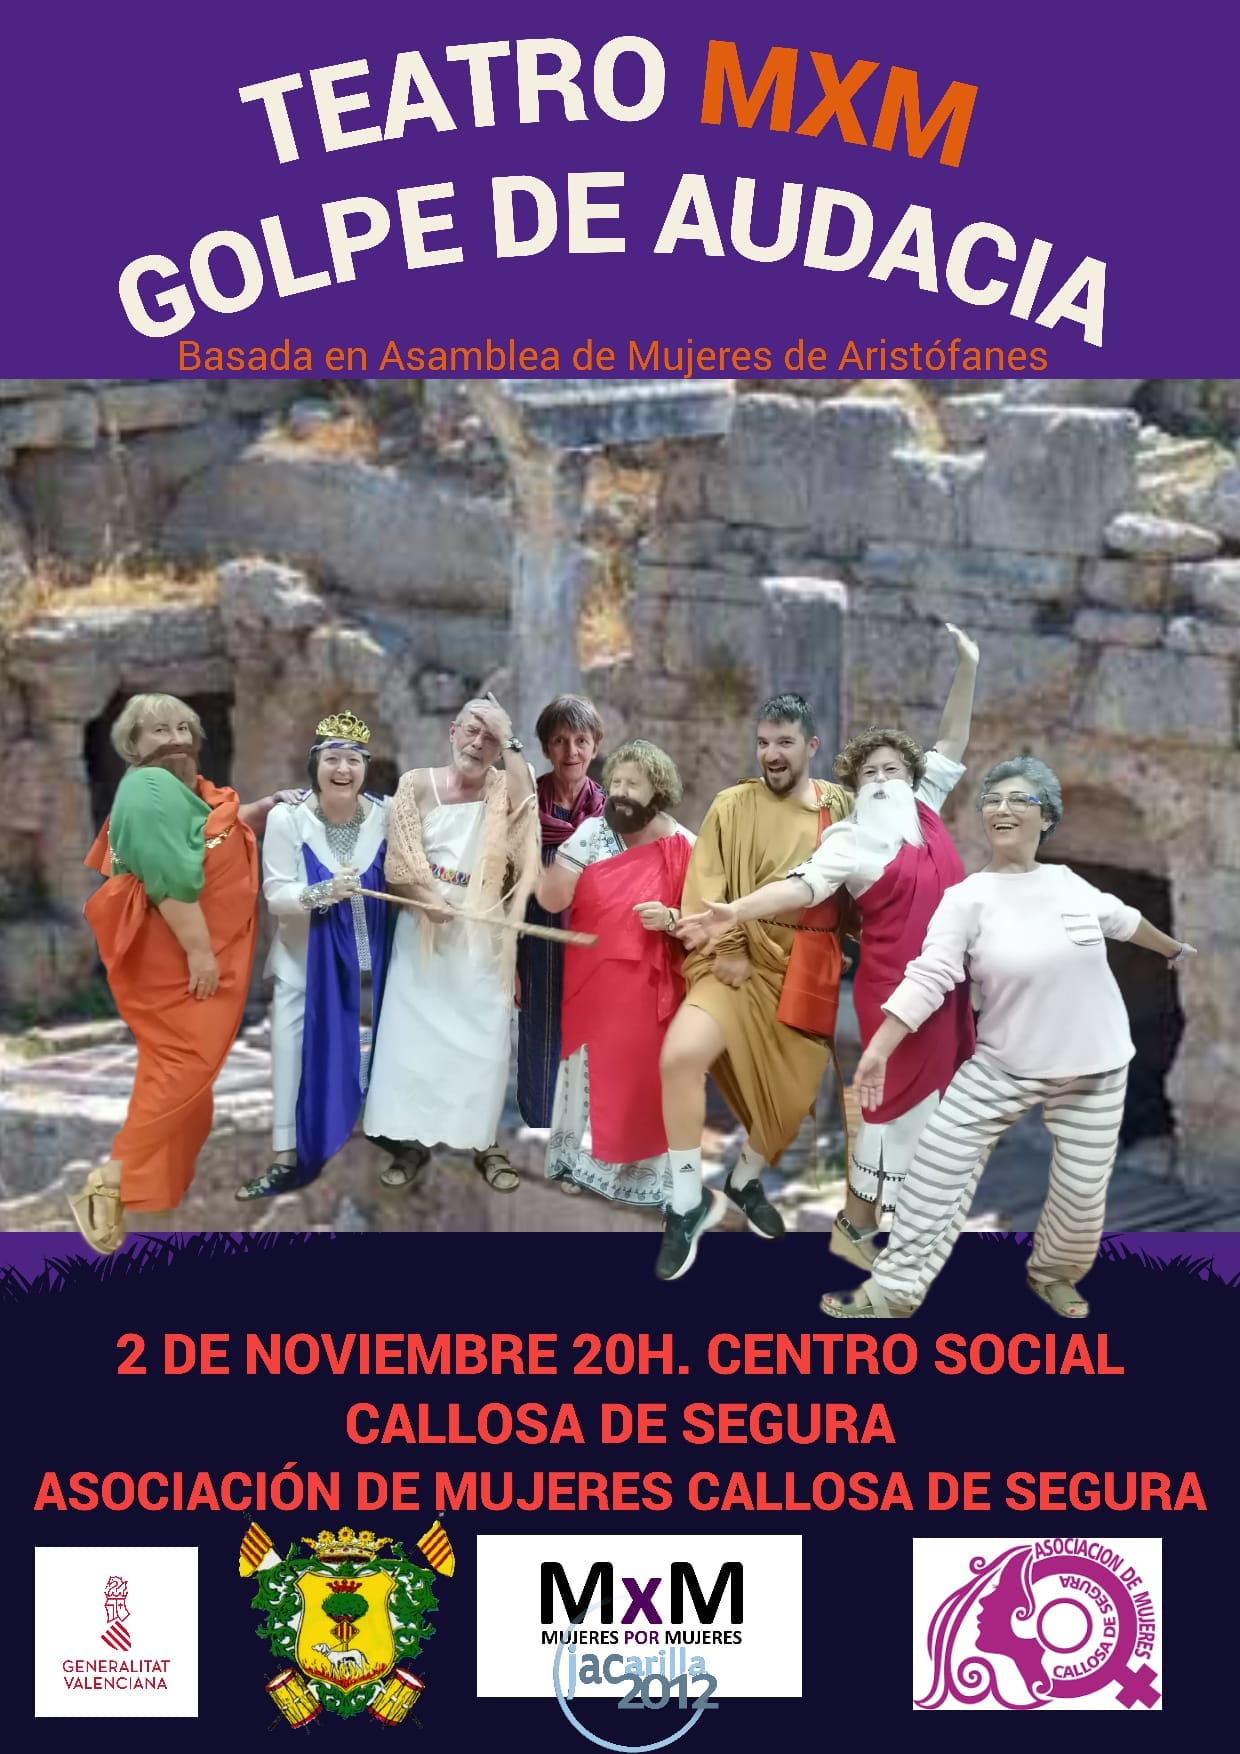 TEATRO MXM
GOLPE DE AUDACIA
Basada en Asamblea de Mujeres de Aristófanes
2 DE NOVIEMBRE 20H. CENTRO SOCIAL
CALLOSA DE SEGURA
ASOCIACIÓN DE MUJERES CALLOSA DE SEGURA
GENERALITAT
VALENCIANA
MxM
MUJERES POR MUJERES
jacarilla
2012
ASOCIACION DE MUJERES
CALLOSA DE SEGURA